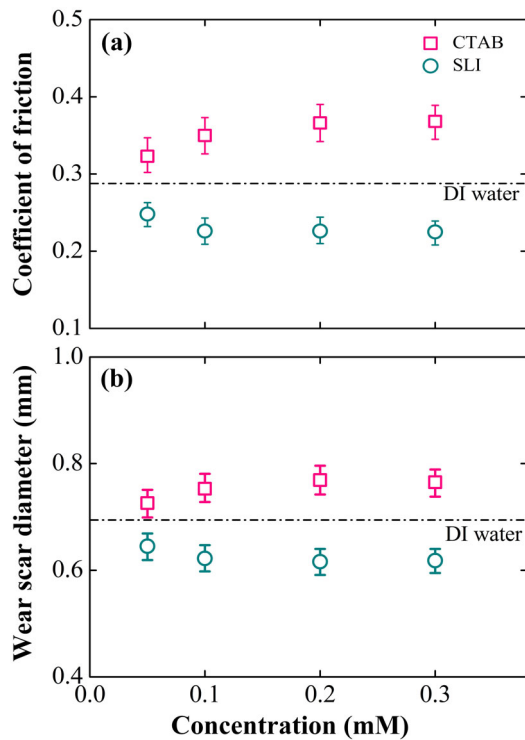 0.5
(a)
CTAB
SLI
0.4
0.3
DI water
0.2
0.1
Coefficient of friction
1.0
(b)
0.8
DI water
0.6
0.4
Wear scar diameter (mm)
0.0 0.1 0.2 0.3
Concentration (mM)